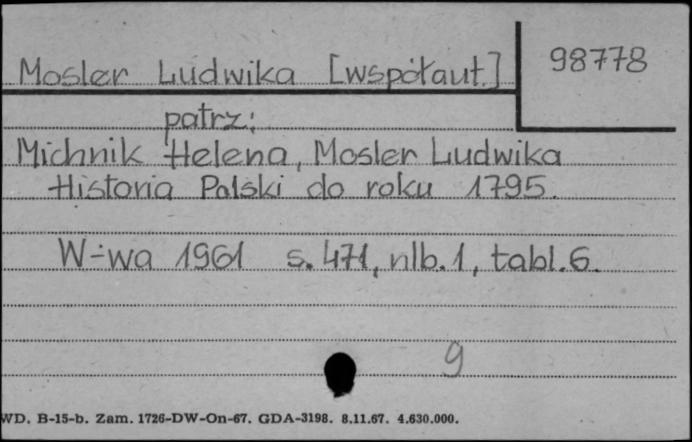 Mosler Ludwika [współaut.] 98778
patrz:
Michnik Helena, Mosler Ludwika
Historia Polski do roku 1795.
W-wa 1961 s. 471, nlb. 1, tabl. 6.
9
WD. B-15-b. Zam. 1726-DW-On-67. GDA-3198. 8.11.67. 4.630.000.